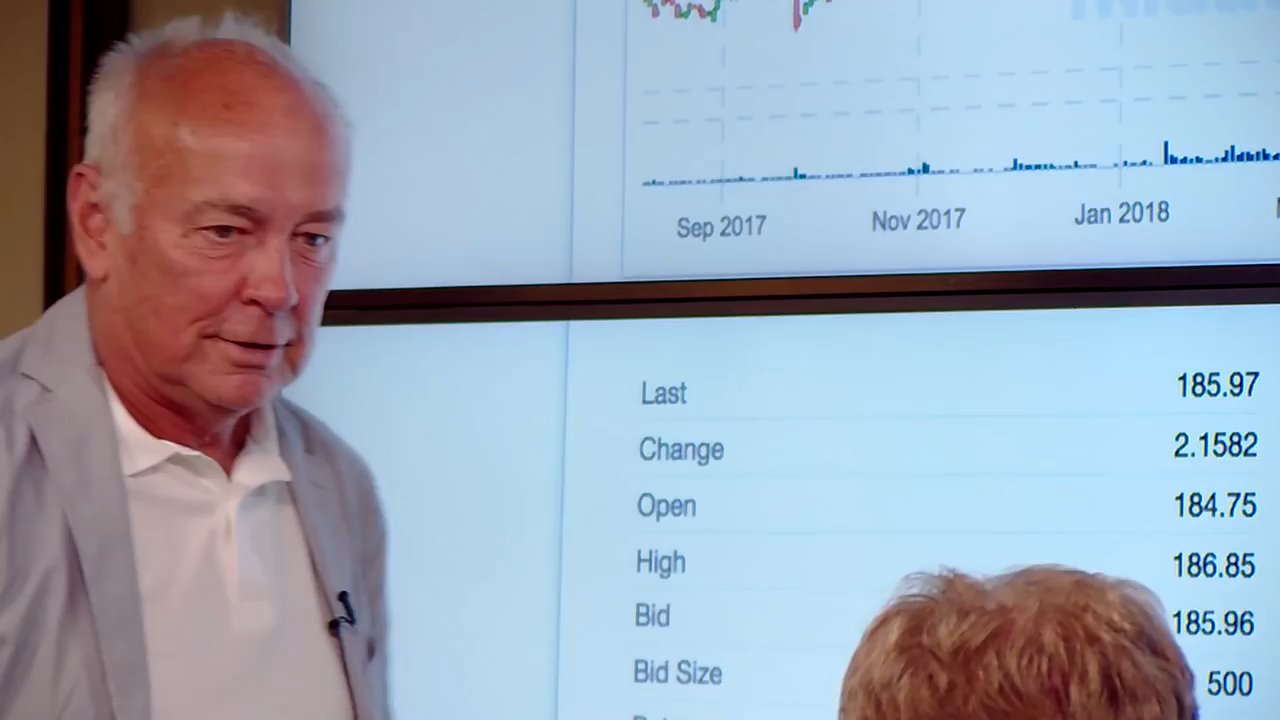 Sep 2017 Nov 2017 Jan 2018
Last 185.97
Change 2.1582
Open 184.75
High 186.85
Bid 185.96
Bid Size 500